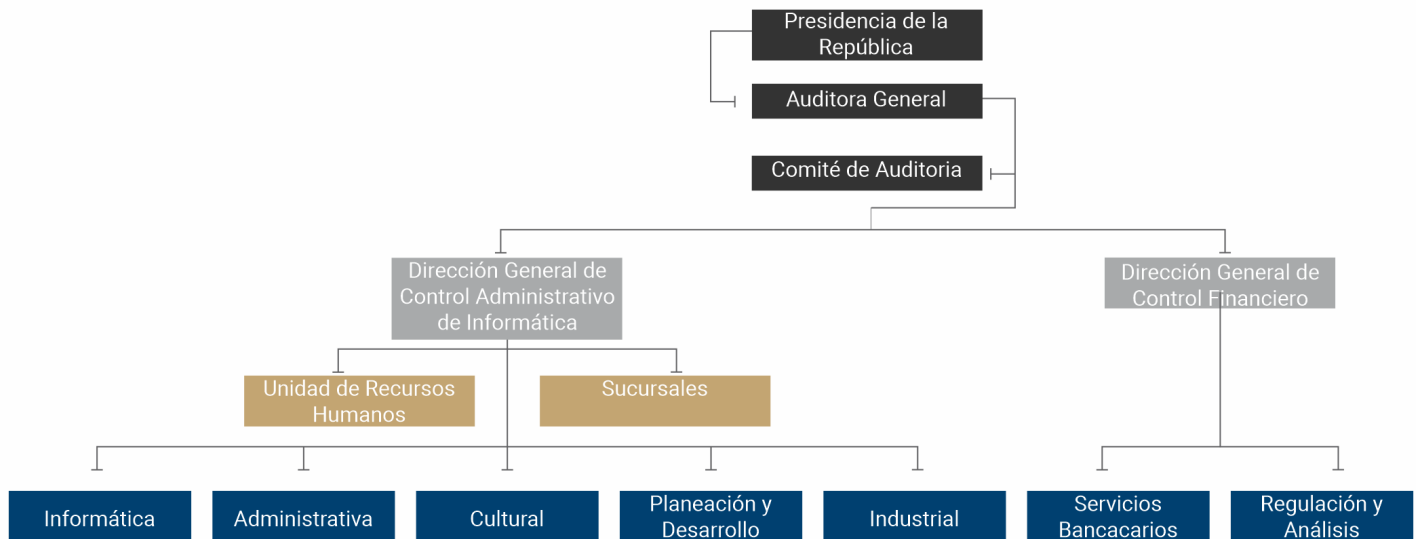 Presidencia de la
República
Auditora General
Comité de Auditoria
Dirección General de
Control Administrativo
de Informática
Dirección General de
Control Financiero
Unidad de Recursos
Humanos
Sucursales
Informática
Administrativa
Cultural
Planeación y
Desarrollo
Industrial
Servicios
Bancacarios
Regulación y
Análisis